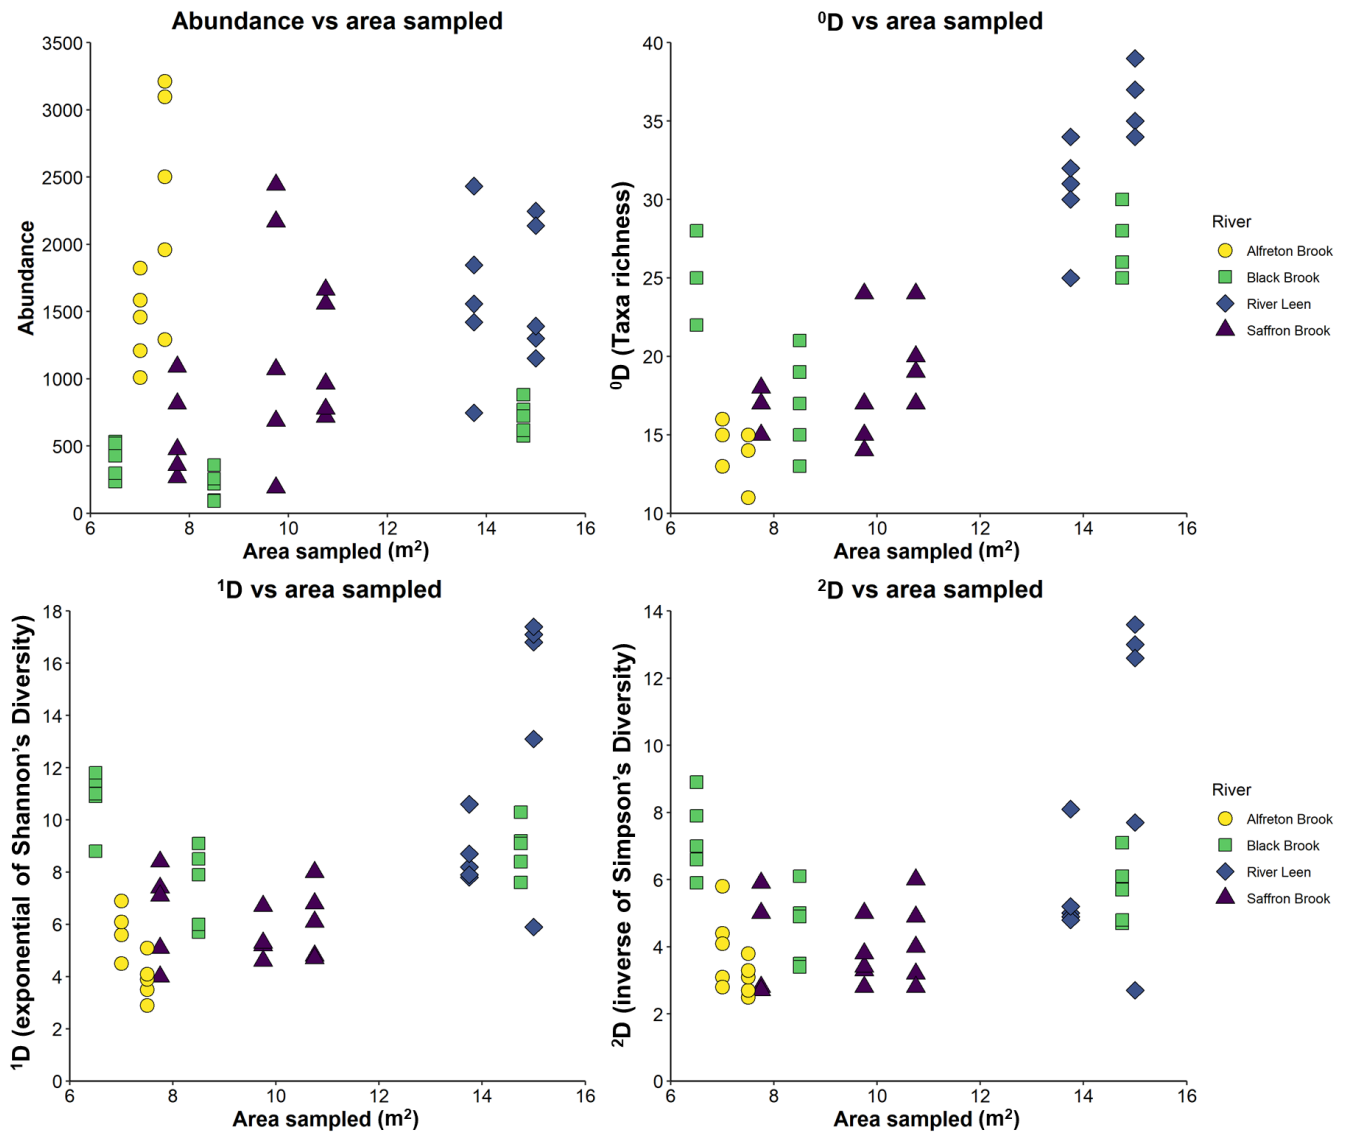 Abundance vs area sampled
Abundance
3500
3000
2500
2000
1500
1000
500
0
6 8 10 12 14 16
Area sampled (m²)
⁰D vs area sampled
⁰D (Taxa richness)
40
35
30
25
20
15
10
6 8 10 12 14 16
Area sampled (m²)
River
Alfreton Brook
Black Brook
River Leen
Saffron Brook
¹D vs area sampled
¹D (exponential of Shannon's Diversity)
18
16
14
12
10
8
6
4
2
0
6 8 10 12 14 16
Area sampled (m²)
²D vs area sampled
²D (inverse of Simpson's Diversity)
14
12
10
8
6
4
2
0
6 8 10 12 14 16
Area sampled (m²)
River
Alfreton Brook
Black Brook
River Leen
Saffron Brook